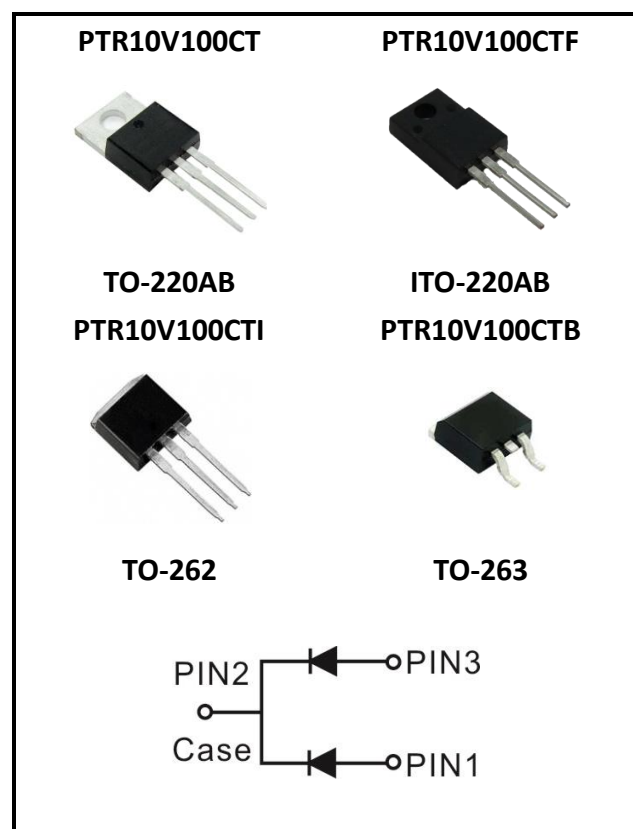 PTR10V100CT PTR10V100CTF
TO-220AB ITO-220AB
PTR10V100CTI PTR10V100CTB
TO-262 TO-263
PIN2 PIN3
Case PIN1